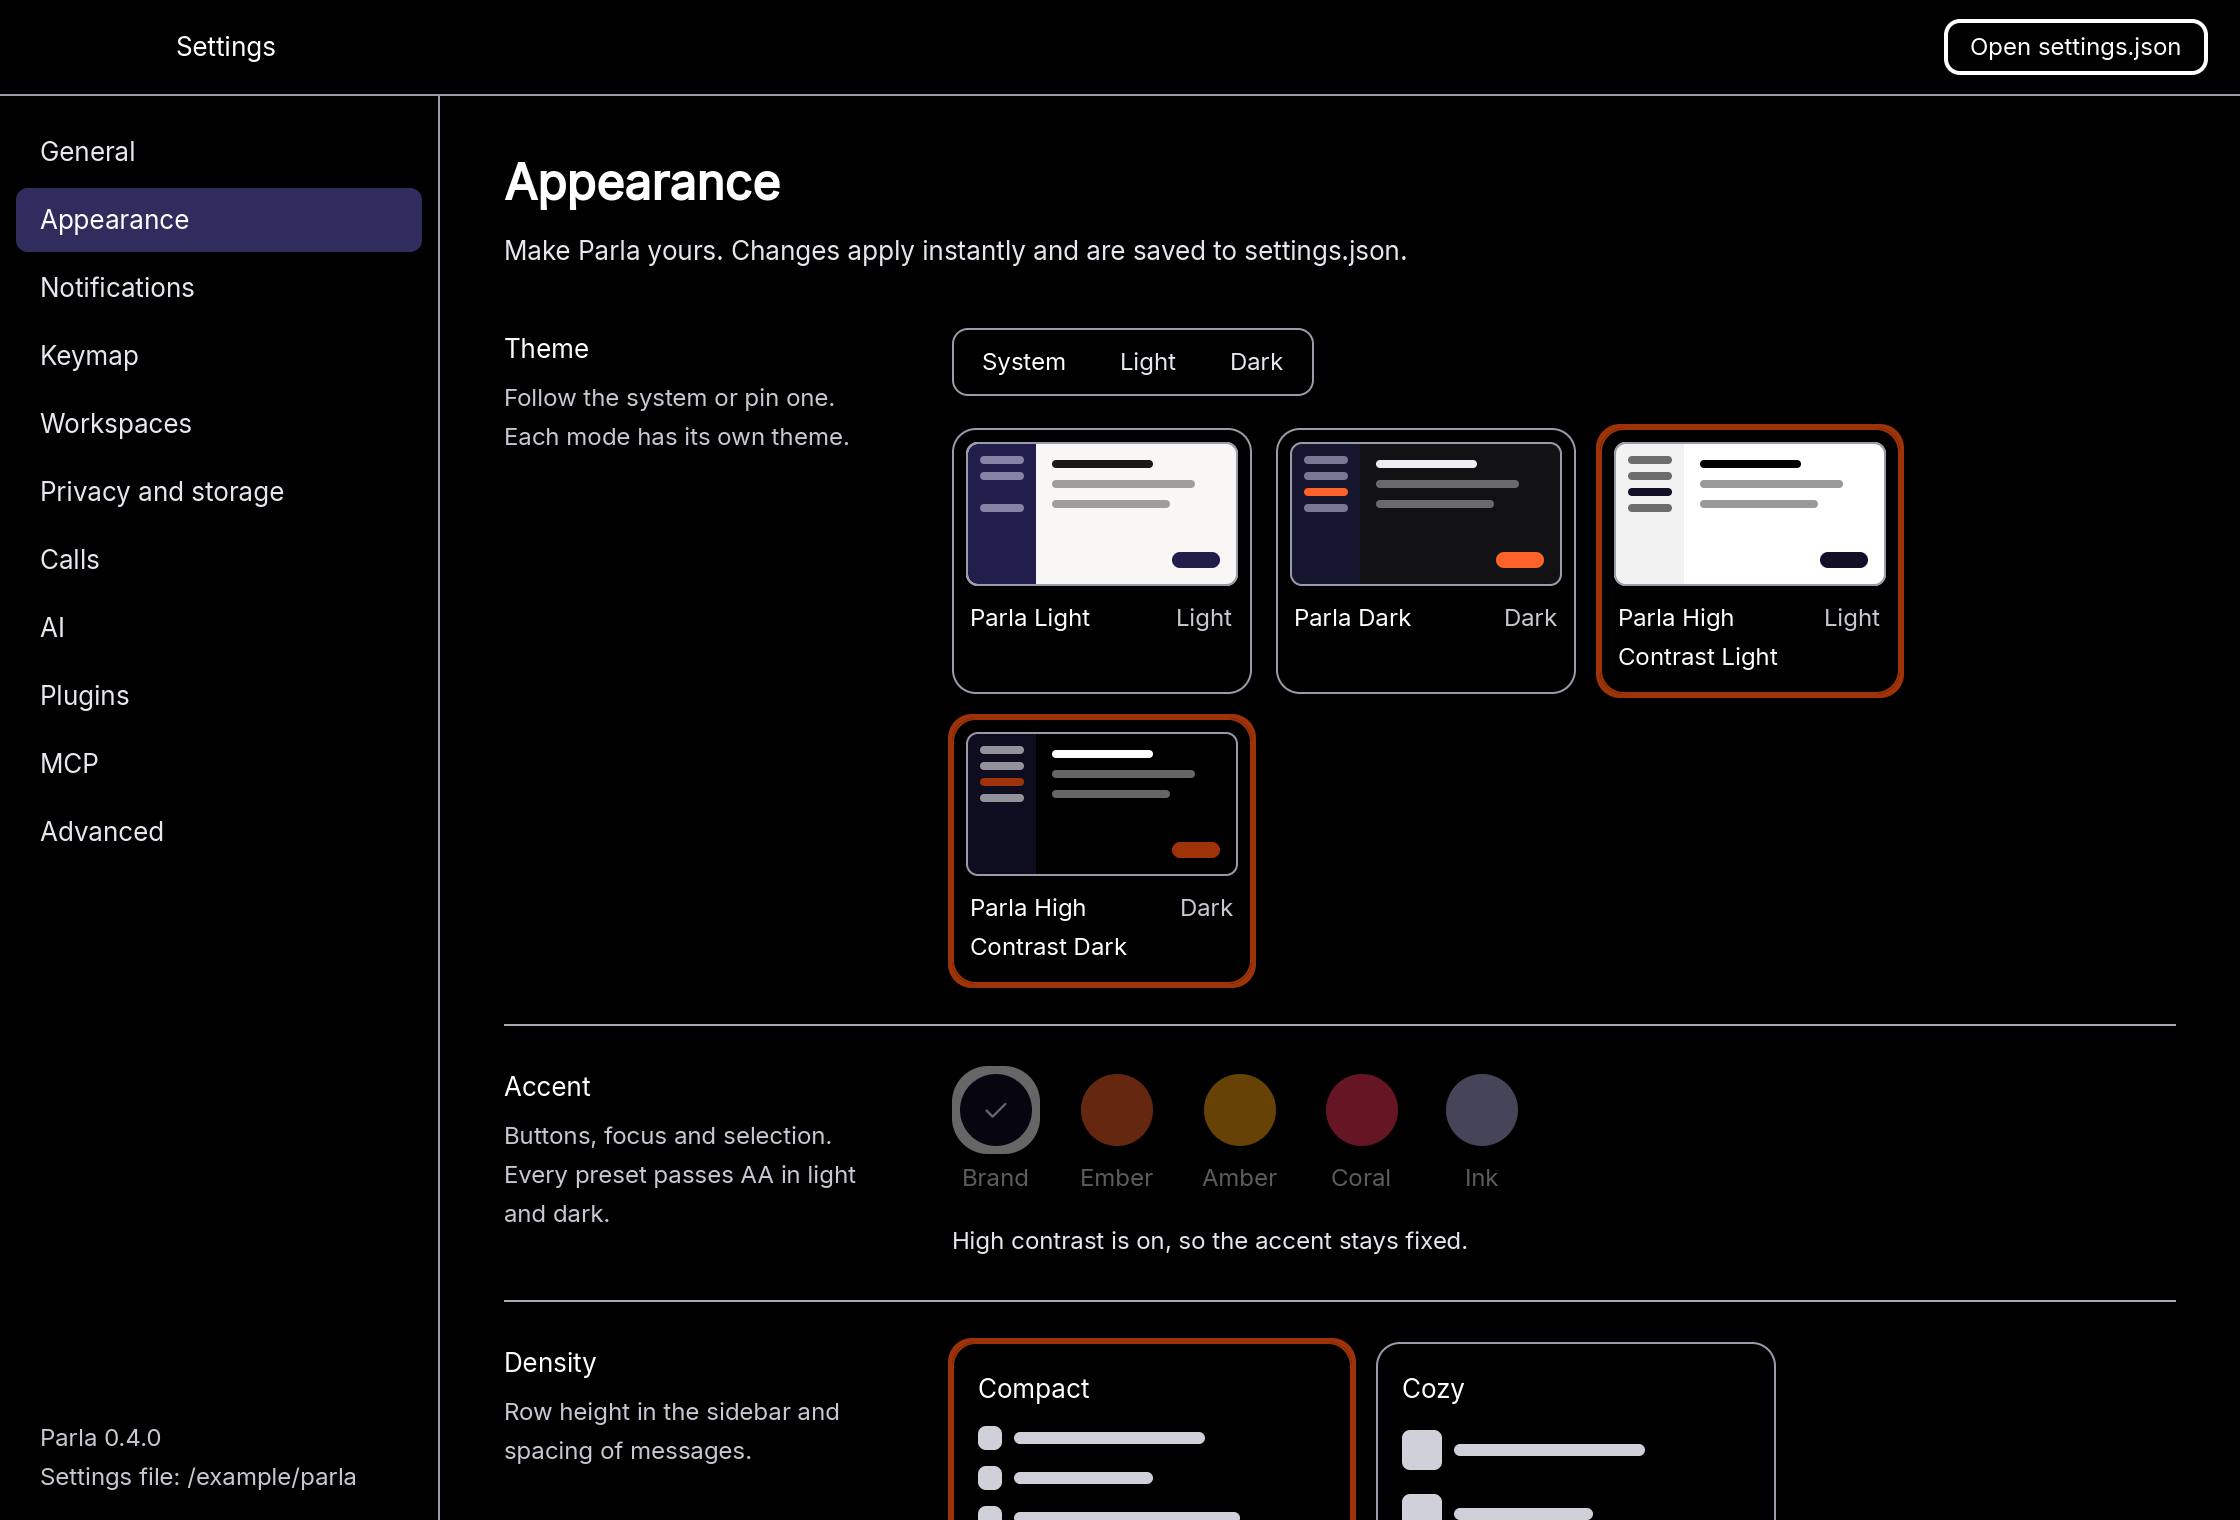 Settings
Open settings.json
General
Appearance
Notifications
Keymap
Workspaces
Privacy and storage
Calls
AI
Plugins
MCP
Advanced
Parla 0.4.0
Settings file: /example/parla
Appearance
Make Parla yours. Changes apply instantly and are saved to settings.json.
Theme
Follow the system or pin one.
Each mode has its own theme.
System
Light
Dark
Parla Light
Light
Parla Dark
Dark
Parla High
Contrast Light
Light
Parla High
Contrast Dark
Dark
Accent
Buttons, focus and selection.
Every preset passes AA in light
and dark.
Brand
Ember
Amber
Coral
Ink
High contrast is on, so the accent stays fixed.
Density
Row height in the sidebar and
spacing of messages.
Compact
Cozy